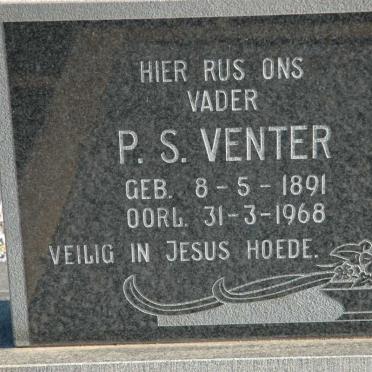 HIER RUS ONS
VADER
P. S. VENTER
GEB. 8-5-1891
OORL. 31-3-1968
VEILIG IN JESUS HOEDE.